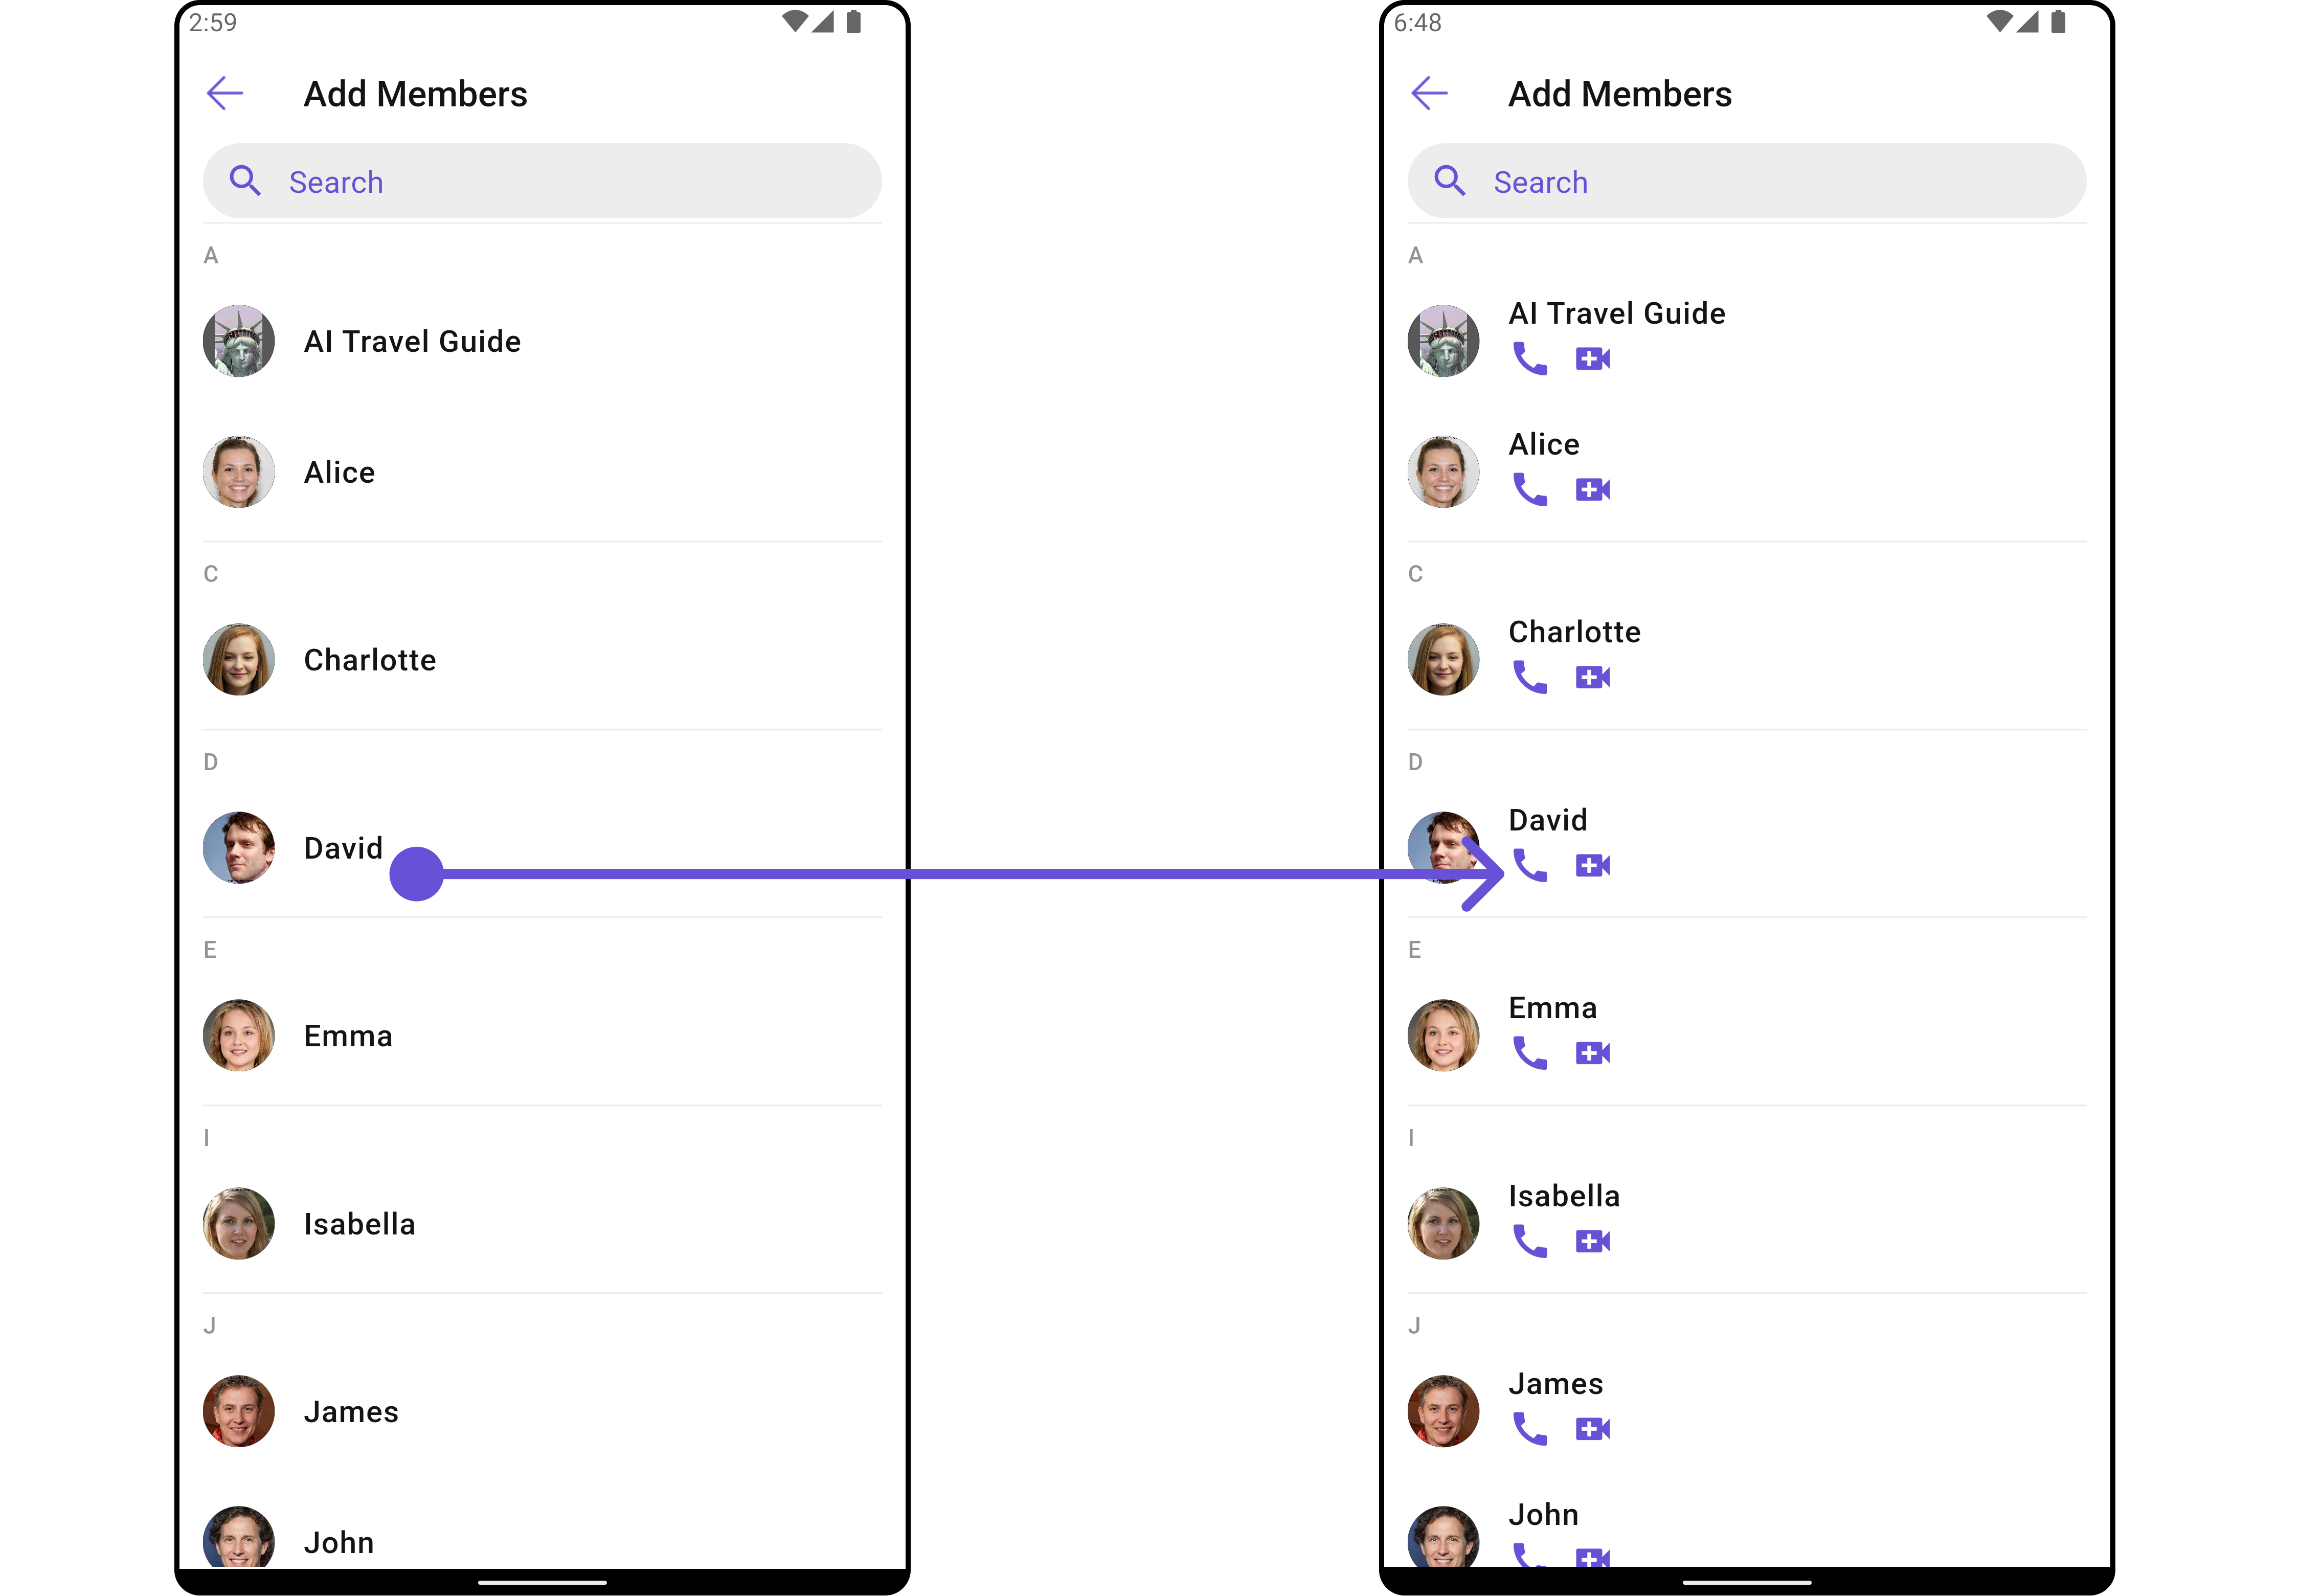 2:59
Add Members
Search
A
AI Travel Guide
Alice
C
Charlotte
D
David
E
Emma
I
Isabella
J
James
John
6:48
Add Members
Search
A
AI Travel Guide
Alice
C
Charlotte
D
David
E
Emma
I
Isabella
J
James
John